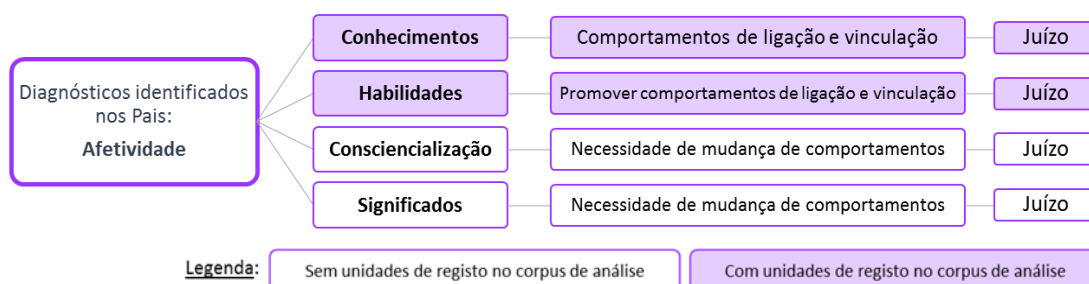 Diagnósticos identificados
nos Pais:
Afetividade
Conhecimentos
Comportamentos de ligação e vinculação
Juízo
Habilidades
Promover comportamentos de ligação e vinculação
Juízo
Consciencialização
Necessidade de mudança de comportamentos
Juízo
Significados
Necessidade de mudança de comportamentos
Juízo
Legenda:
Sem unidades de registo no corpus de análise
Com unidades de registo no corpus de análise